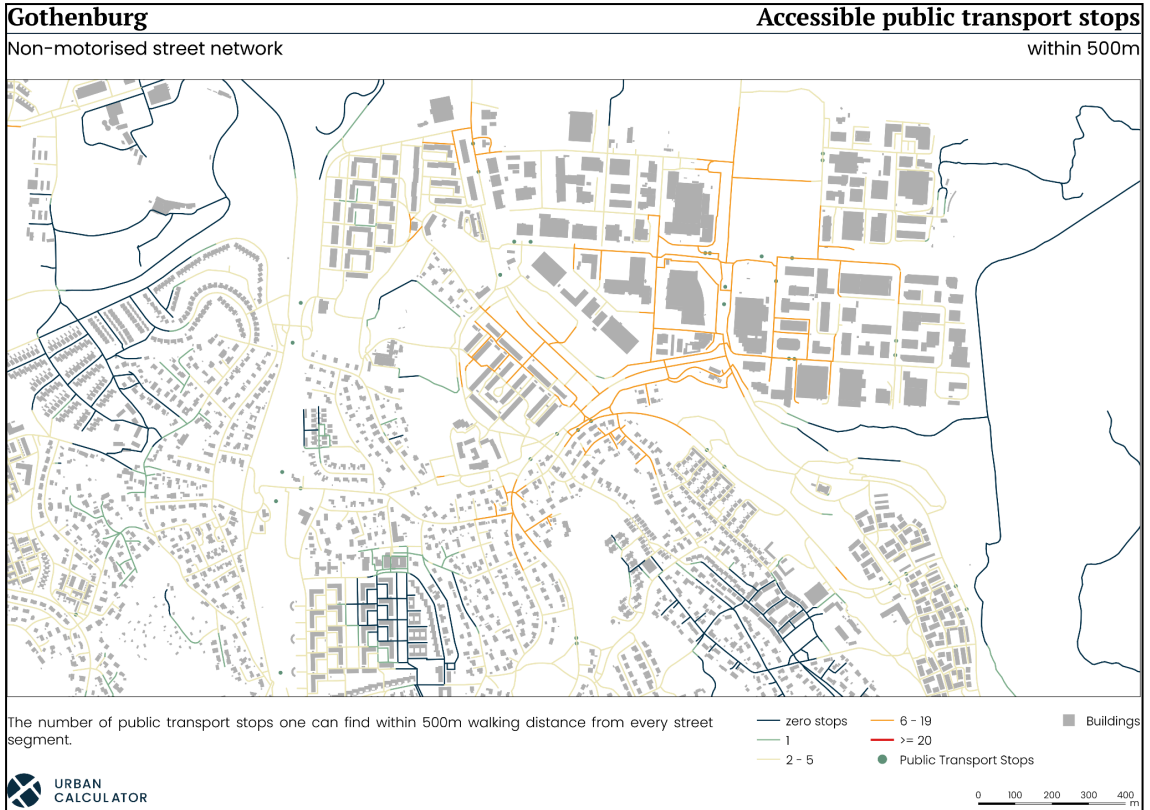 Gothenburg
Accessible public transport stops
Non-motorised street network
within 500m
The number of public transport stops one can find within 500m walking distance from every street
segment.
zero stops
1
2 - 5
6 - 19
>= 20
Public Transport Stops
Buildings
URBAN
CALCULATOR
0 100 200 300 400
m